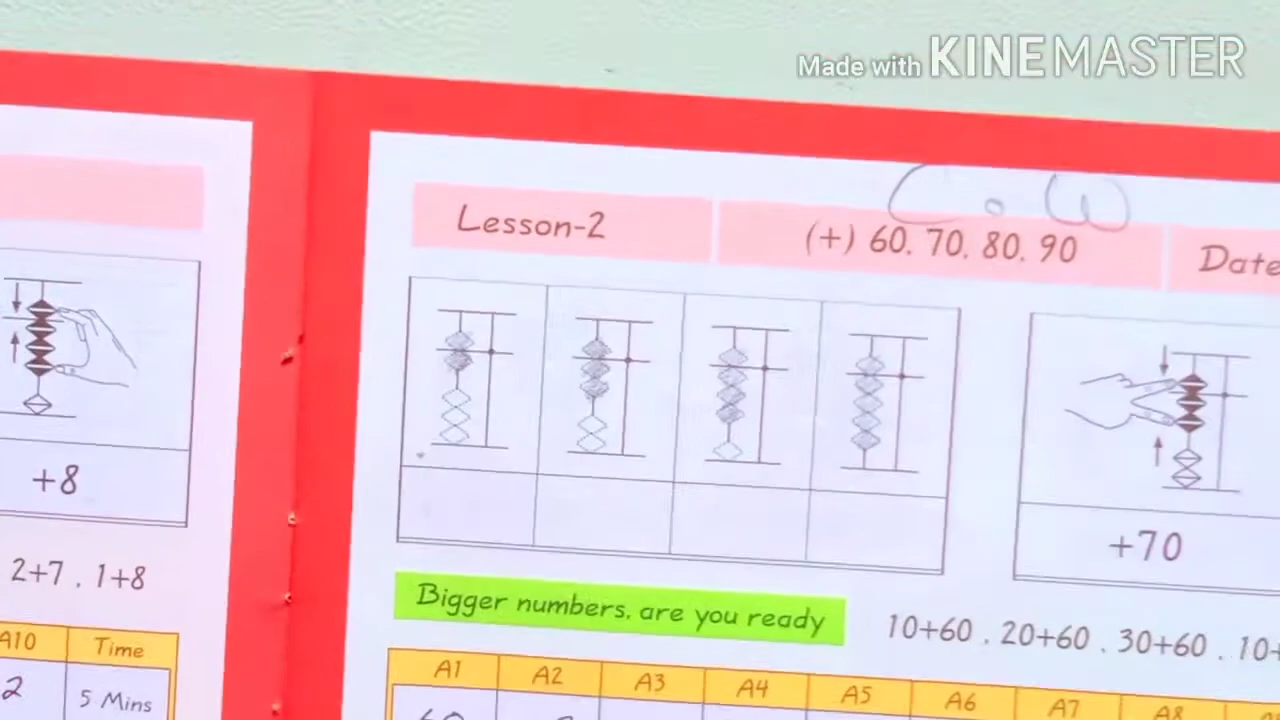 Made with KINEMASTER
C.W
Lesson-2
(+) 60, 70, 80, 90
Date
+8
+70
2+7 , 1+8
Bigger numbers, are you ready
10+60 , 20+60 , 30+60 , 10+
A10 Time
2 5 Mins
A1 A2 A3 A4 A5 A6 A7 A8